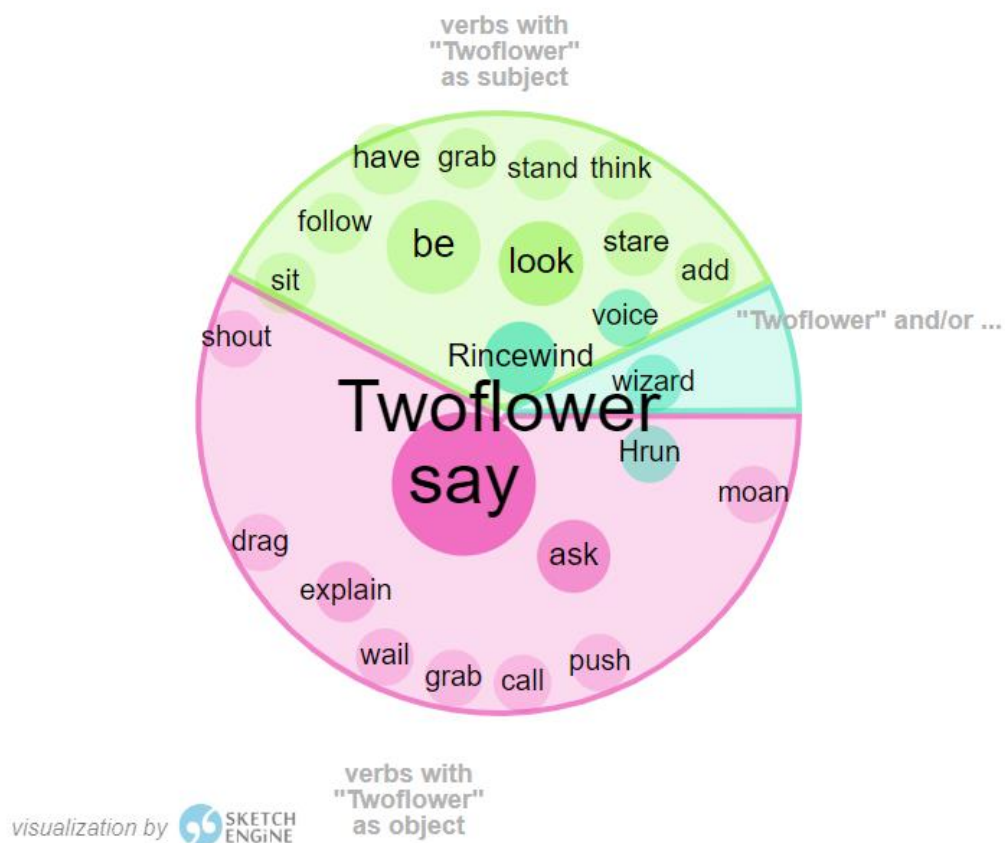 verbs with
"Twoflower"
as subject
have
grab
stand
think
follow
be
look
stare
add
sit
voice
shout
"Twoflower" and/or ...
Rincewind
wizard
Twoflower
Hrun
say
moan
drag
ask
explain
wail
grab
call
push
verbs with
"Twoflower"
as object
visualization by SKETCH
ENGiNE